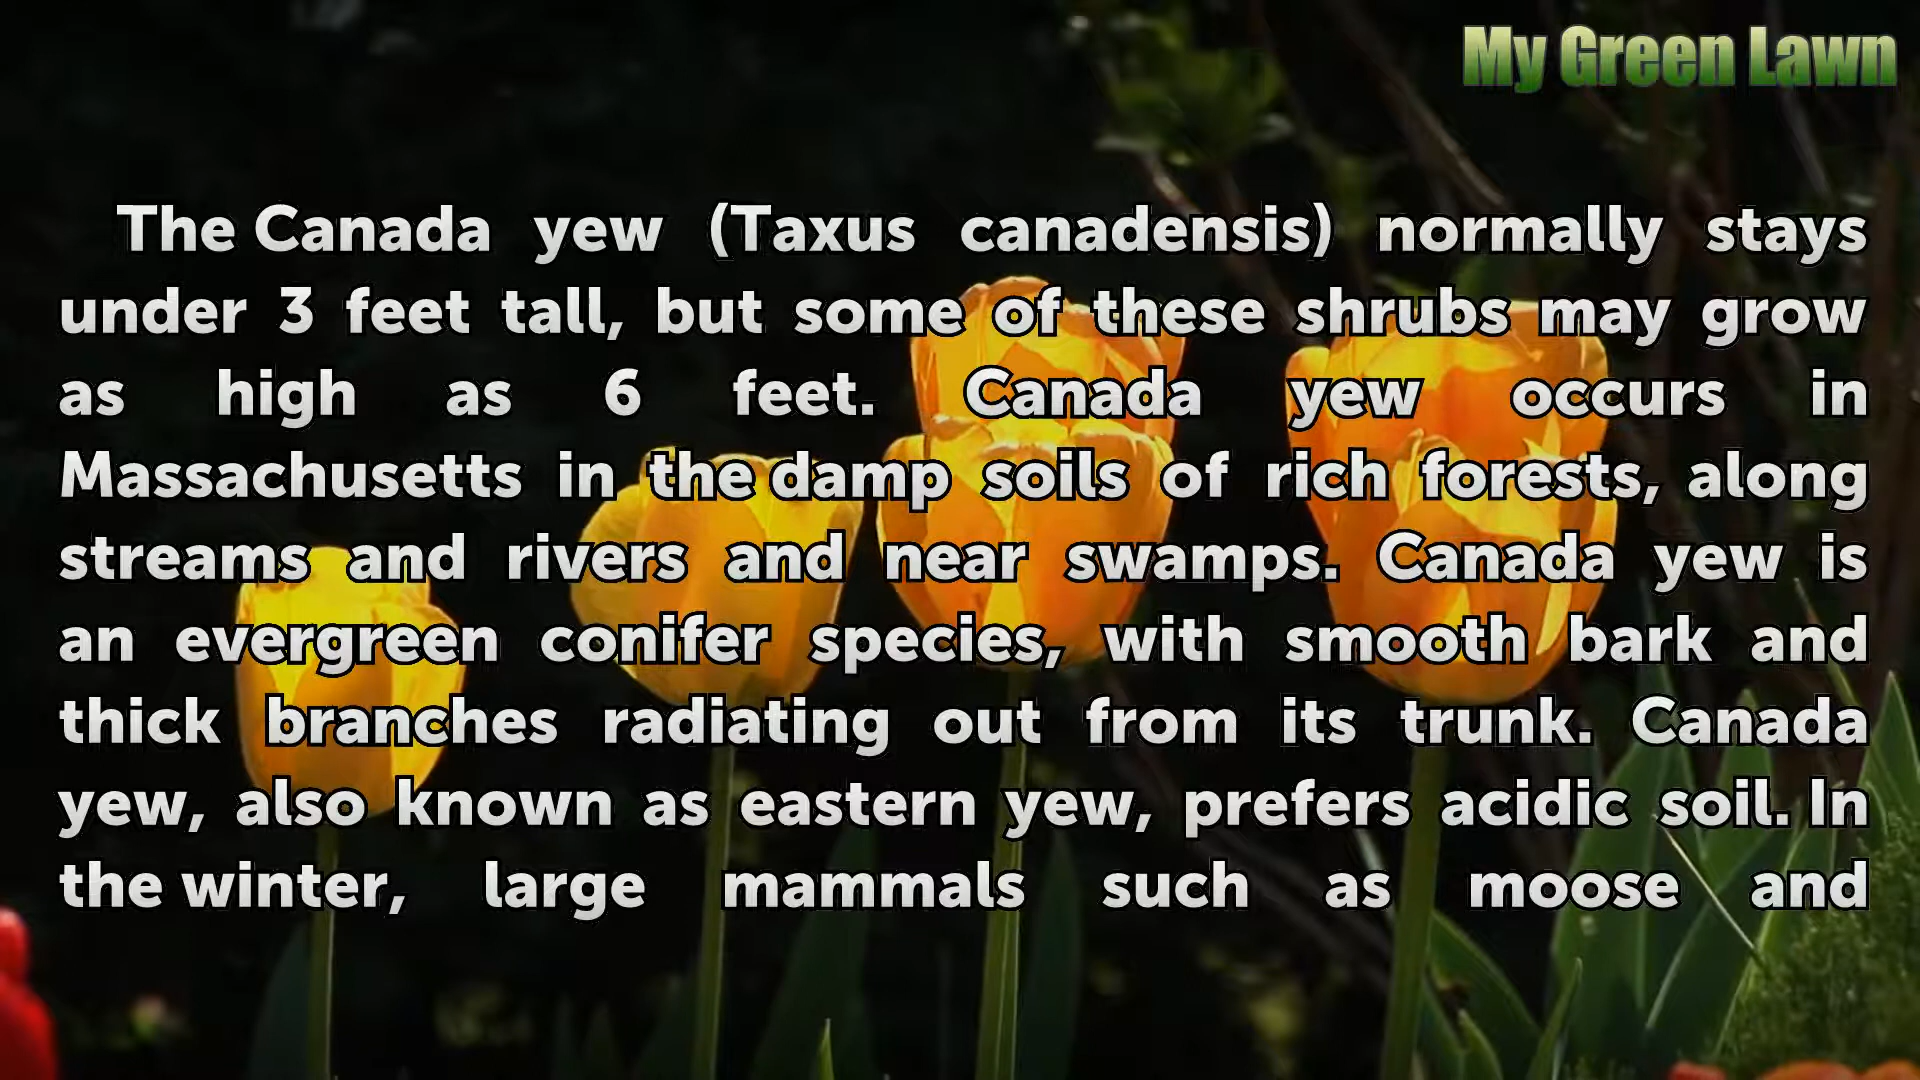 My Green Lawn
The Canada yew (Taxus canadensis) normally stays
under 3 feet tall, but some of these shrubs may grow
as high as 6 feet. Canada yew occurs in
Massachusetts in the damp soils of rich forests, along
streams and rivers and near swamps. Canada yew is
an evergreen conifer species, with smooth bark and
thick branches radiating out from its trunk. Canada
yew, also known as eastern yew, prefers acidic soil. In
the winter, large mammals such as moose and